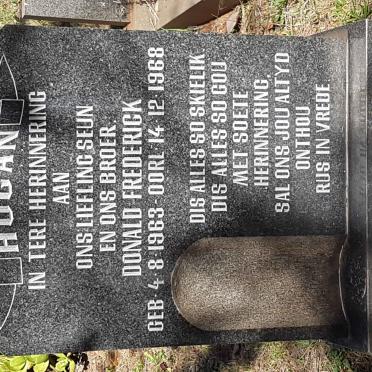 HOGAN
IN TERE HERINNERING
AAN
ONS LIEFLINGSEUN
EN ONS BROER,
DONALD FREDERICK
GEB. 4·8·1963 - OORL. 14·12·1968
DIS ALLES SO SKIELIK
DIS ALLES SO GOU
MET SOETE
HERINNERING,
SAL ONS JOU ALTYD
ONTHOU
RUS IN VREDE